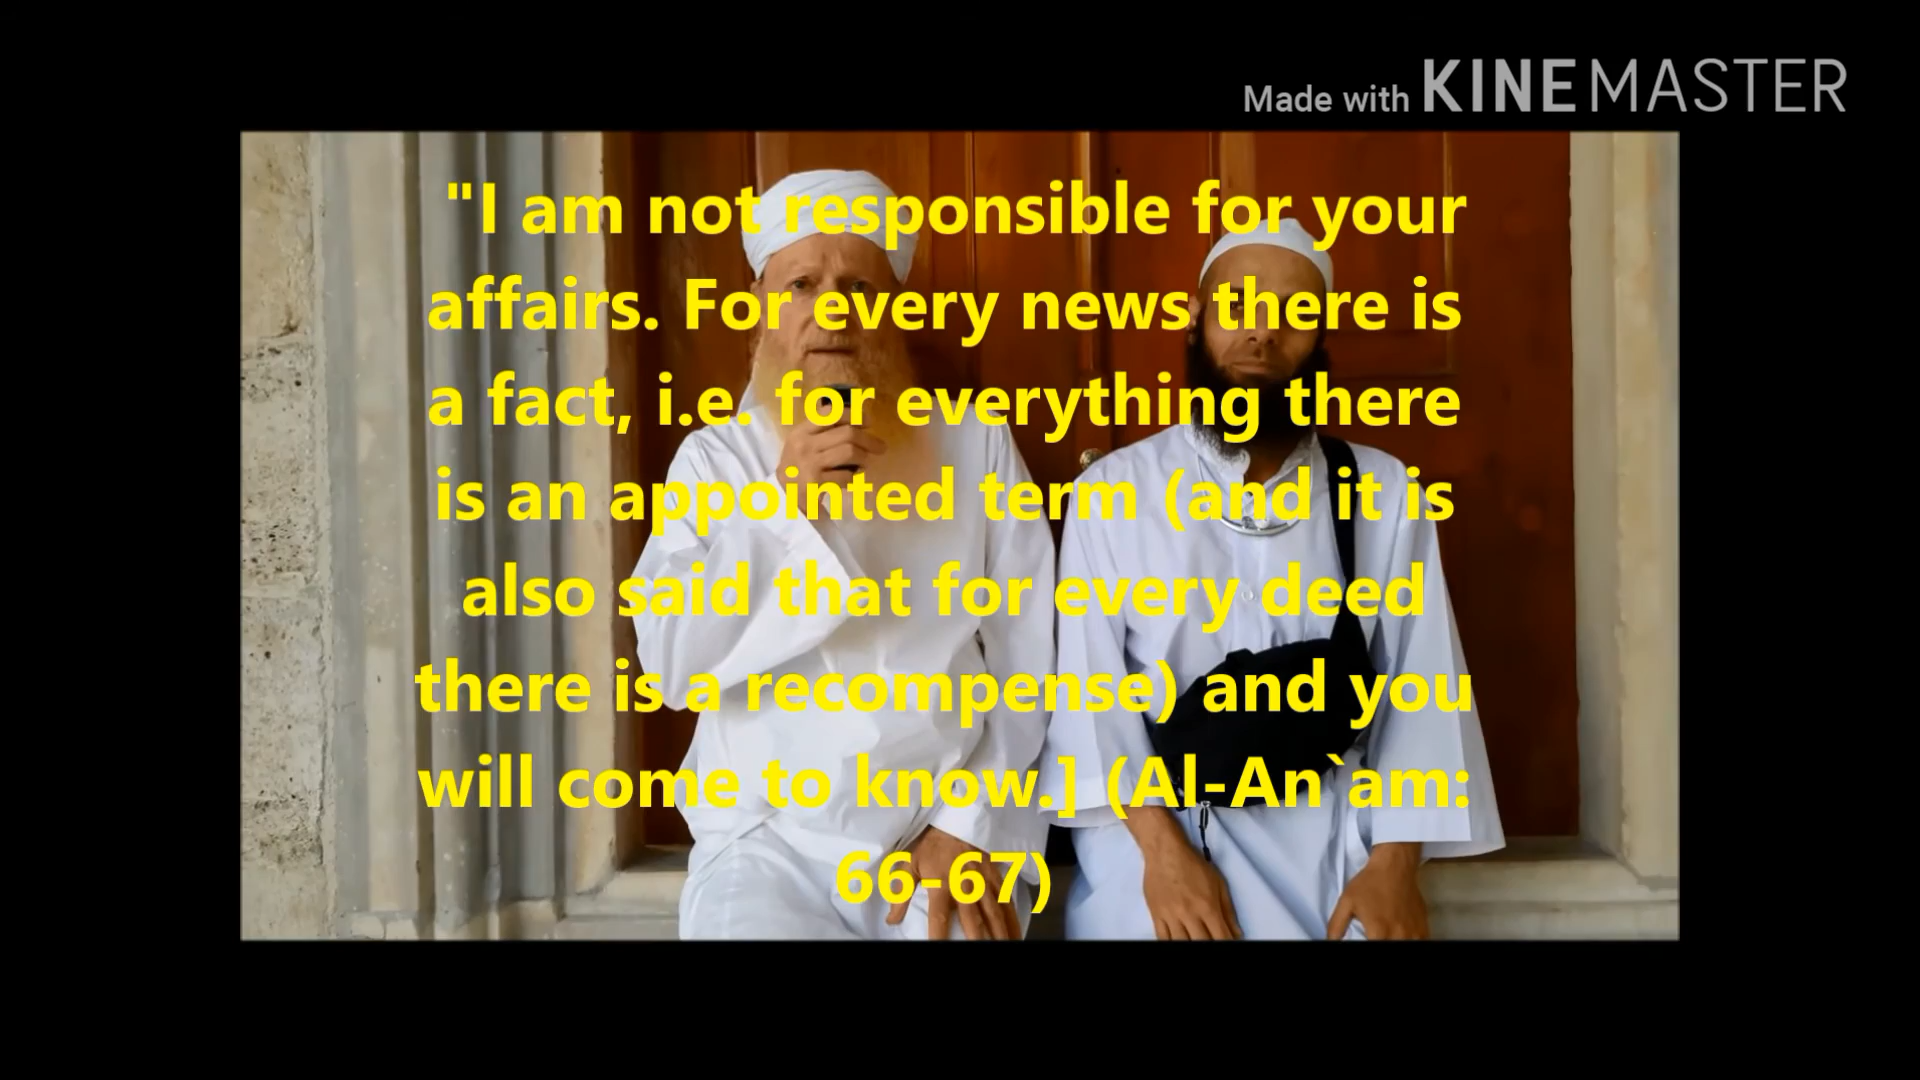 Made with KINEMASTER
"I am not responsible for your
affairs. For every news there is
a fact, i.e. for everything there
is an appointed term (and it is
also said that for every deed
there is a recompense) and you
will come to know.] (Al-An`am:
66-67)